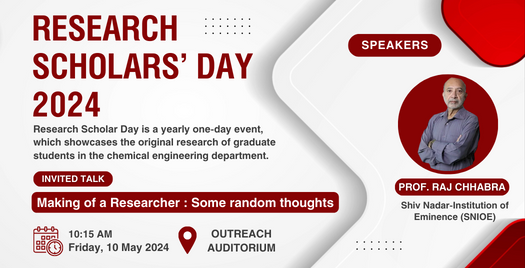 RESEARCH
SCHOLARS' DAY
2024
Research Scholar Day is a yearly one-day event,
which showcases the original research of graduate
students in the chemical engineering department.
INVITED TALK
Making of a Researcher : Some random thoughts
10:15 AM
Friday, 10 May 2024
OUTREACH
AUDITORIUM
SPEAKERS
PROF. RAJ CHHABRA
Shiv Nadar-Institution of
Eminence (SNIOE)